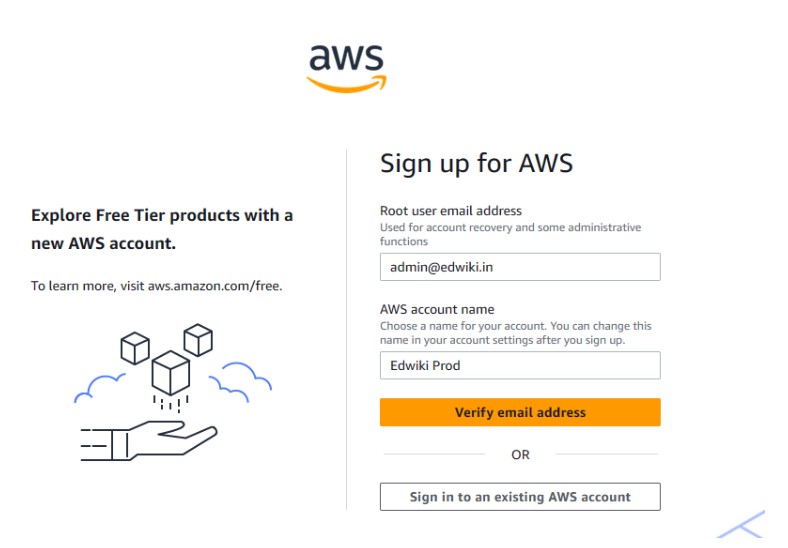 aws
Explore Free Tier products with a
new AWS account.
To learn more, visit aws.amazon.com/free.
Sign up for AWS
Root user email address
Used for account recovery and some administrative
functions
admin@edwiki.in
AWS account name
Choose a name for your account. You can change this
name in your account settings after you sign up.
Edwiki Prod
Verify email address
OR
Sign in to an existing AWS account